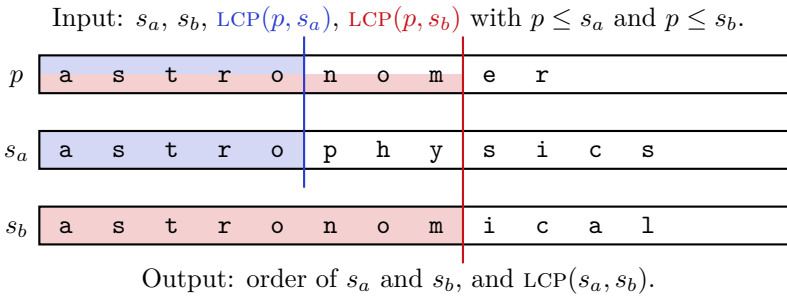 Input: s_a, s_b, LCP(p, s_a), LCP(p, s_b) with p ≤ s_a and p ≤ s_b.
p a s t r o n o m e r
s_a a s t r o p h y s i c s
s_b a s t r o n o m i c a l
Output: order of s_a and s_b, and LCP(s_a, s_b).